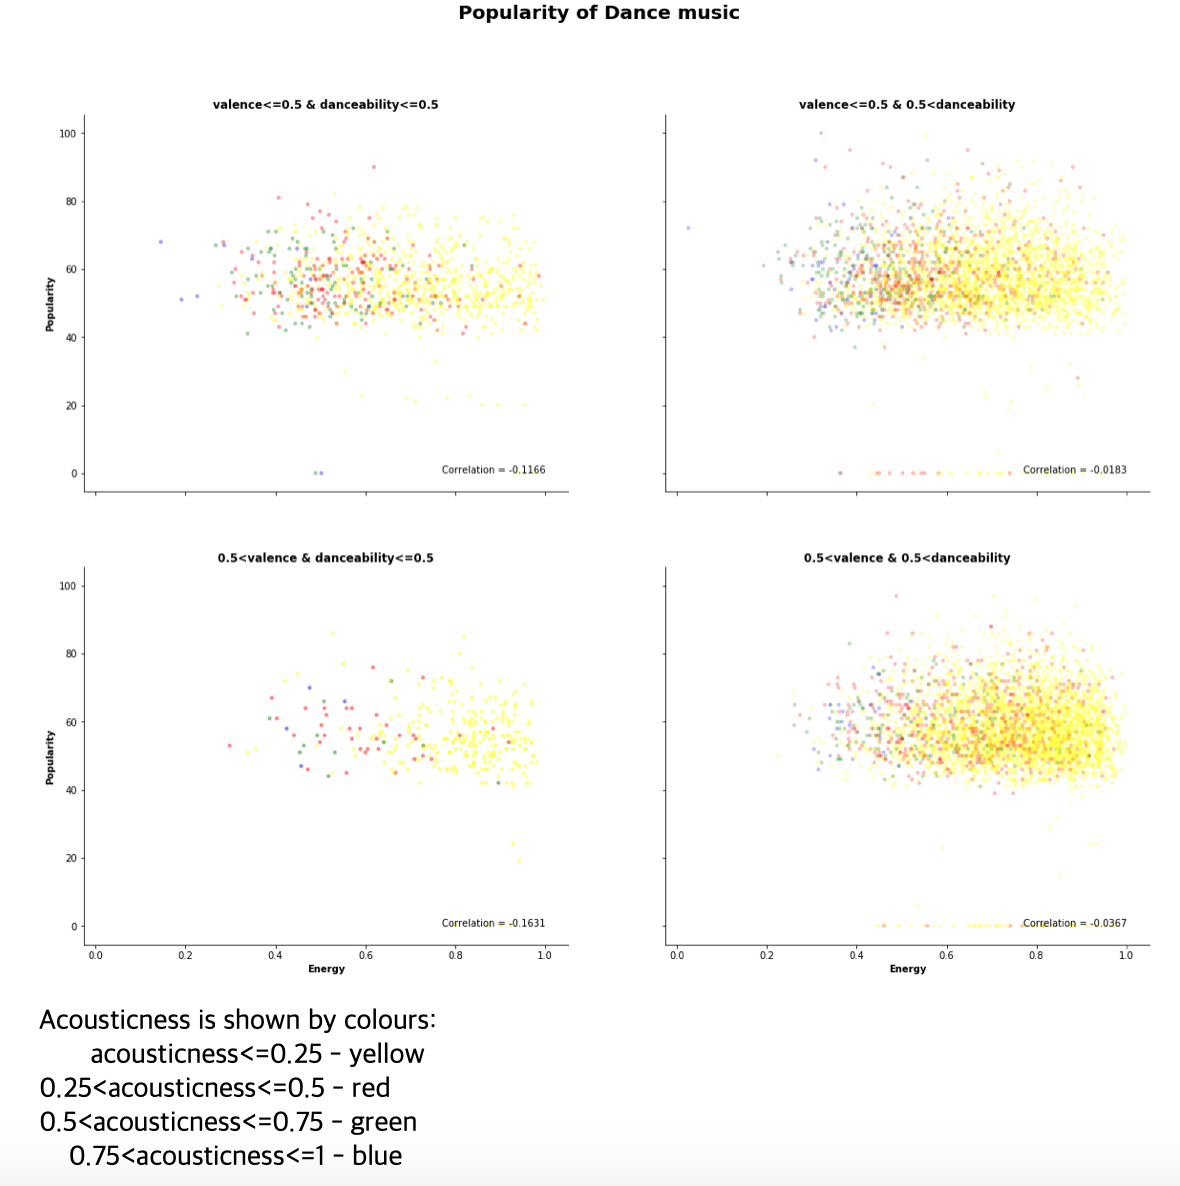 Popularity of Dance music
valence<=0.5 & danceability<=0.5
valence<=0.5 & 0.5<danceability
100
80
60
40
20
0
Popularity
Correlation = -0.1166
Correlation = -0.0183
0.5<valence & danceability<=0.5
0.5<valence & 0.5<danceability
100
80
60
40
20
0
Popularity
Correlation = -0.1631
Correlation = -0.0367
0.0 0.2 0.4 0.6 0.8 1.0
0.0 0.2 0.4 0.6 0.8 1.0
Energy
Energy
Acousticness is shown by colours:
acousticness<=0.25 - yellow
0.25<acousticness<=0.5 - red
0.5<acousticness<=0.75 - green
0.75<acousticness<=1 - blue